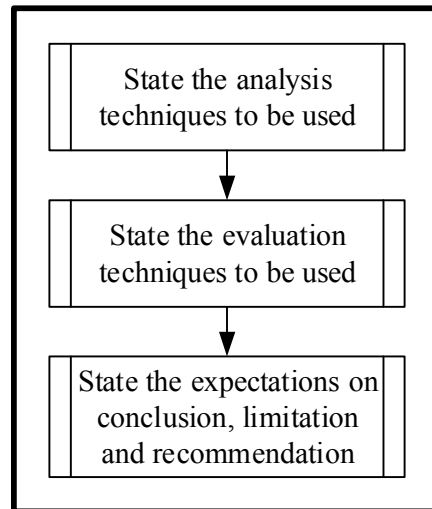 State the analysis
techniques to be used
State the evaluation
techniques to be used
State the expectations on
conclusion, limitation
and recommendation